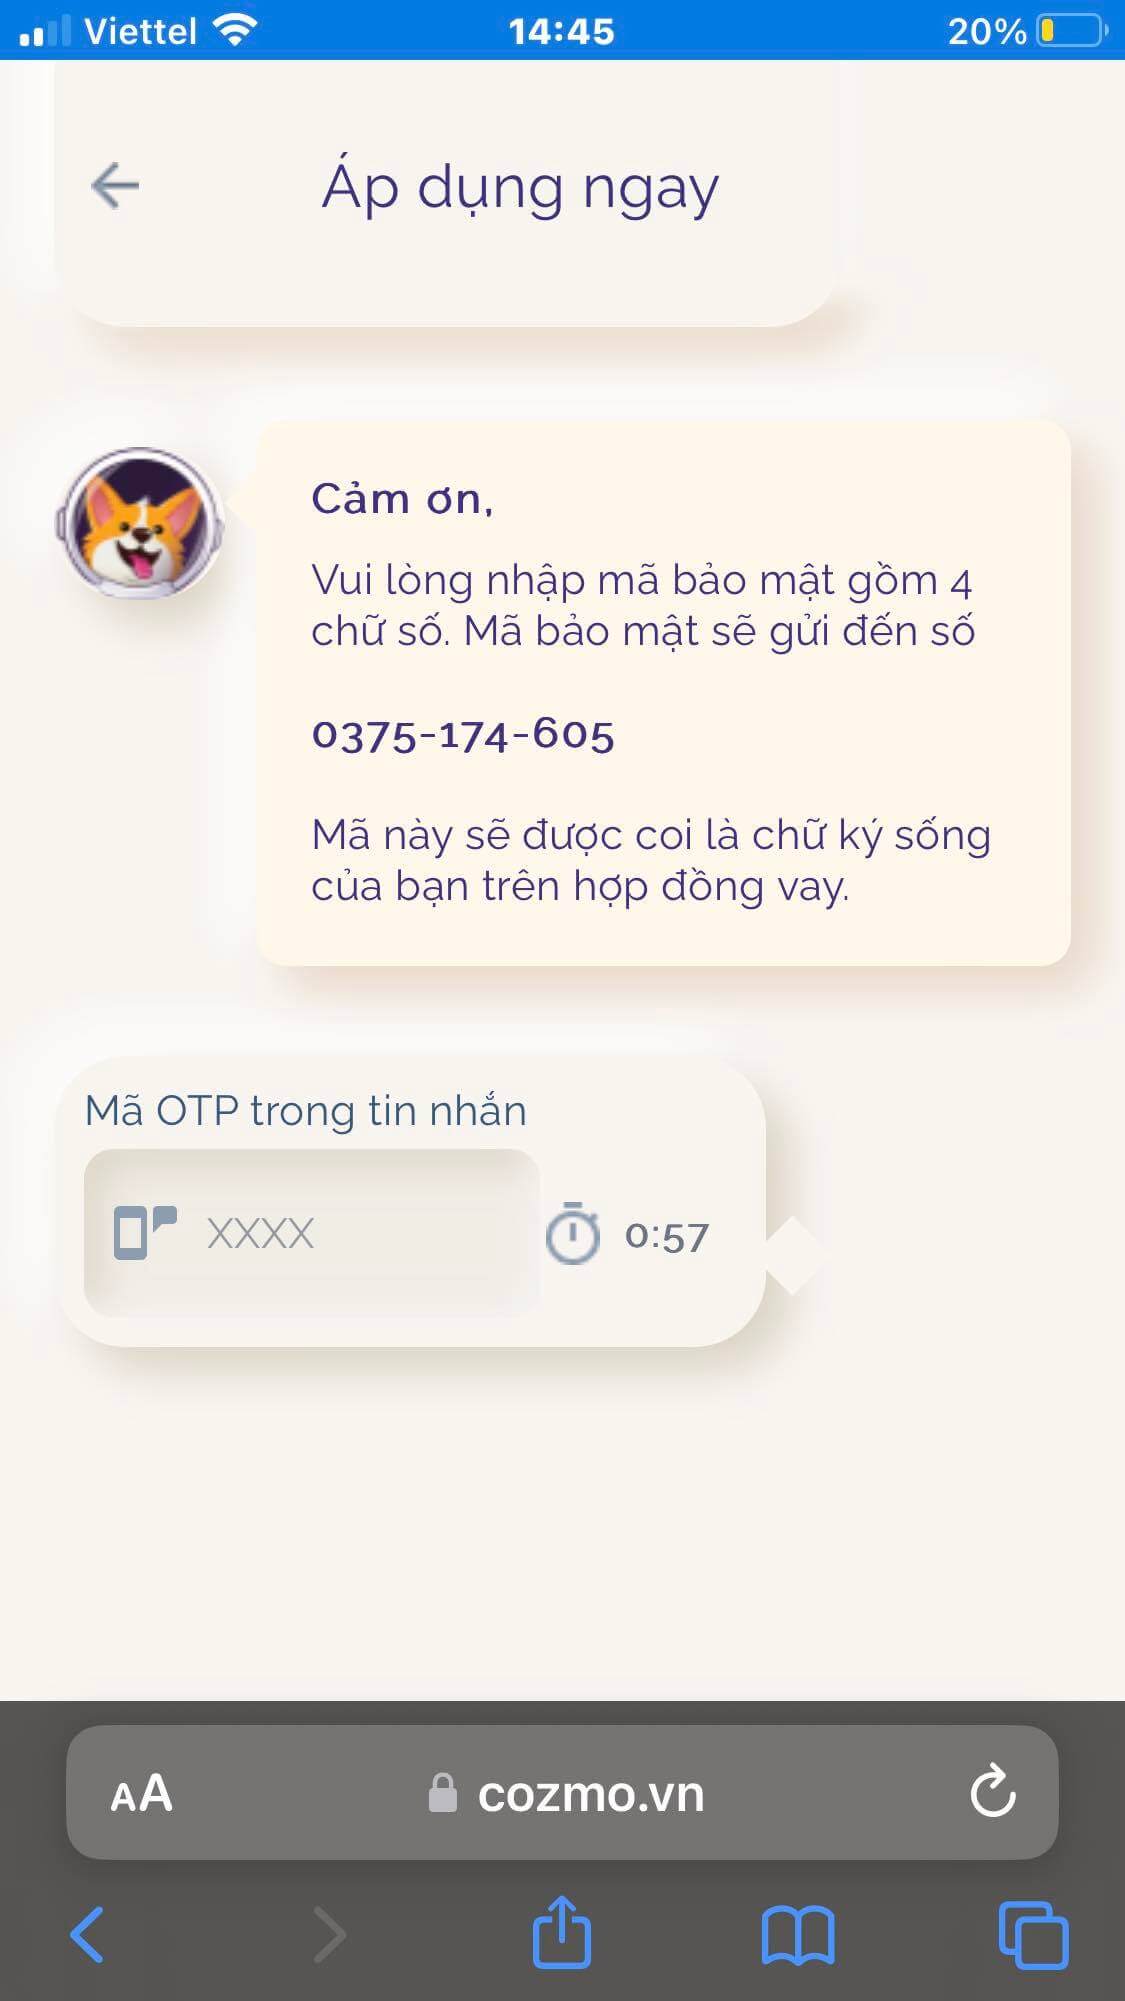 Viettel 14:45 20%
Áp dụng ngay
Cảm ơn,
Vui lòng nhập mã bảo mật gồm 4
chữ số. Mã bảo mật sẽ gửi đến số
0375-174-605
Mã này sẽ được coi là chữ ký sống
của bạn trên hợp đồng vay.
Mã OTP trong tin nhắn
XXXX 0:57
AA cozmo.vn